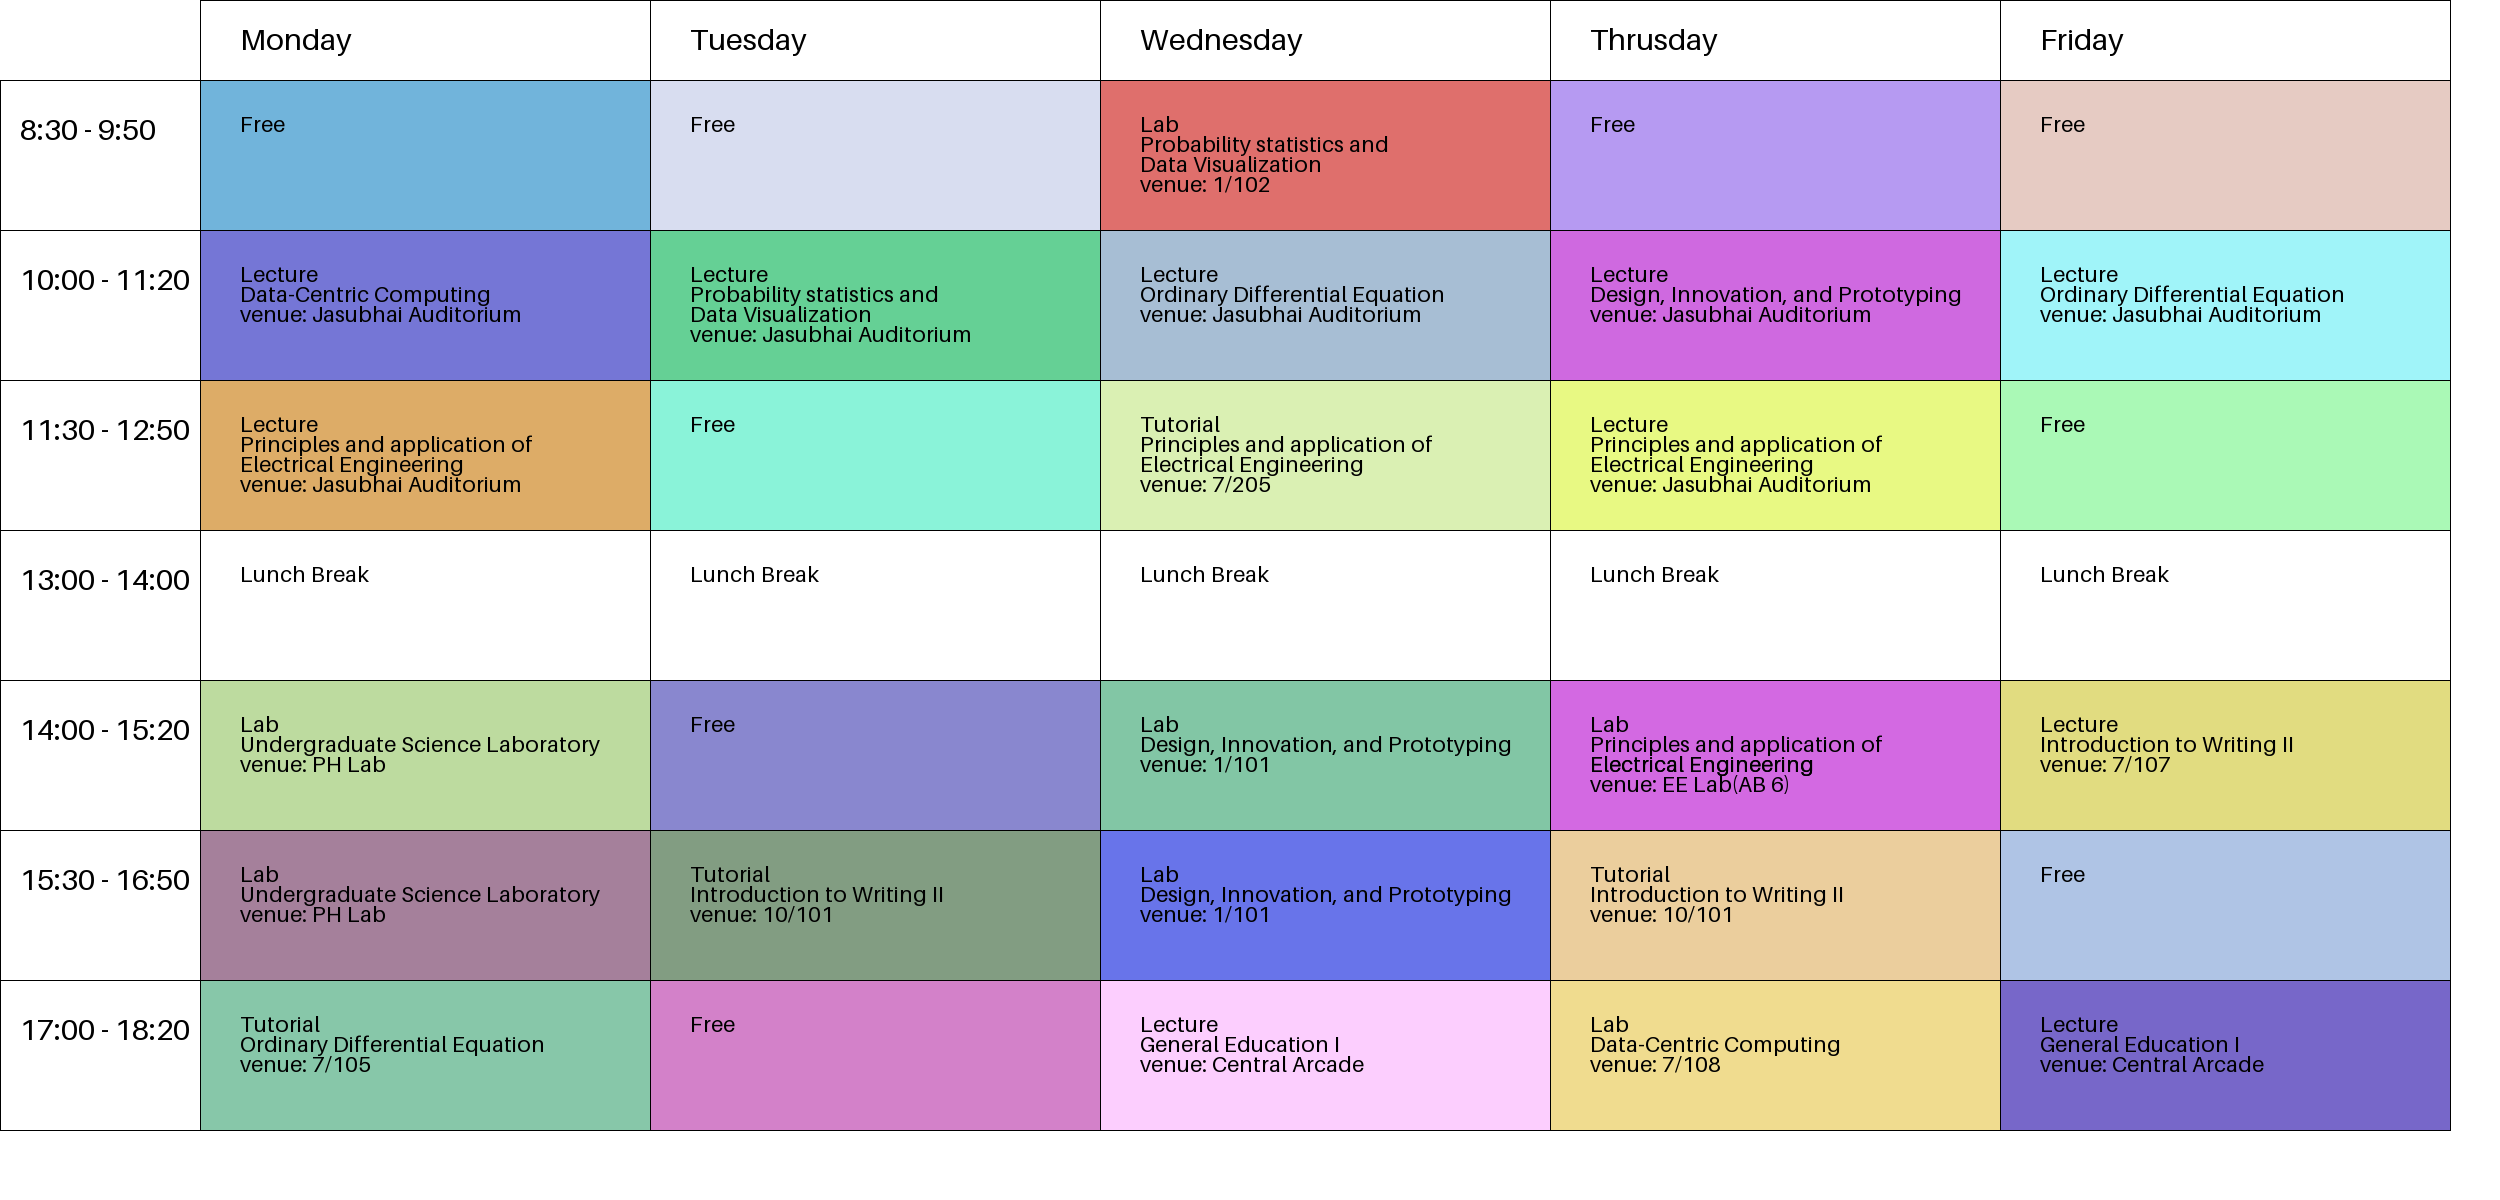 Monday Tuesday Wednesday Thrusday Friday
8:30 - 9:50
Free
Free
Lab
Probability statistics and
Data Visualization
venue: 1/102
Free
Free
10:00 - 11:20
Lecture
Data-Centric Computing
venue: Jasubhai Auditorium
Lecture
Probability statistics and
Data Visualization
venue: Jasubhai Auditorium
Lecture
Ordinary Differential Equation
venue: Jasubhai Auditorium
Lecture
Design, Innovation, and Prototyping
venue: Jasubhai Auditorium
Lecture
Ordinary Differential Equation
venue: Jasubhai Auditorium
11:30 - 12:50
Lecture
Principles and application of
Electrical Engineering
venue: Jasubhai Auditorium
Free
Tutorial
Principles and application of
Electrical Engineering
venue: 7/205
Lecture
Principles and application of
Electrical Engineering
venue: Jasubhai Auditorium
Free
13:00 - 14:00
Lunch Break
Lunch Break
Lunch Break
Lunch Break
Lunch Break
14:00 - 15:20
Lab
Undergraduate Science Laboratory
venue: PH Lab
Free
Lab
Design, Innovation, and Prototyping
venue: 1/101
Lab
Principles and application of
Electrical Engineering
venue: EE Lab(AB 6)
Lecture
Introduction to Writing II
venue: 7/107
15:30 - 16:50
Lab
Undergraduate Science Laboratory
venue: PH Lab
Tutorial
Introduction to Writing II
venue: 10/101
Lab
Design, Innovation, and Prototyping
venue: 1/101
Tutorial
Introduction to Writing II
venue: 10/101
Free
17:00 - 18:20
Tutorial
Ordinary Differential Equation
venue: 7/105
Free
Lecture
General Education I
venue: Central Arcade
Lab
Data-Centric Computing
venue: 7/108
Lecture
General Education I
venue: Central Arcade